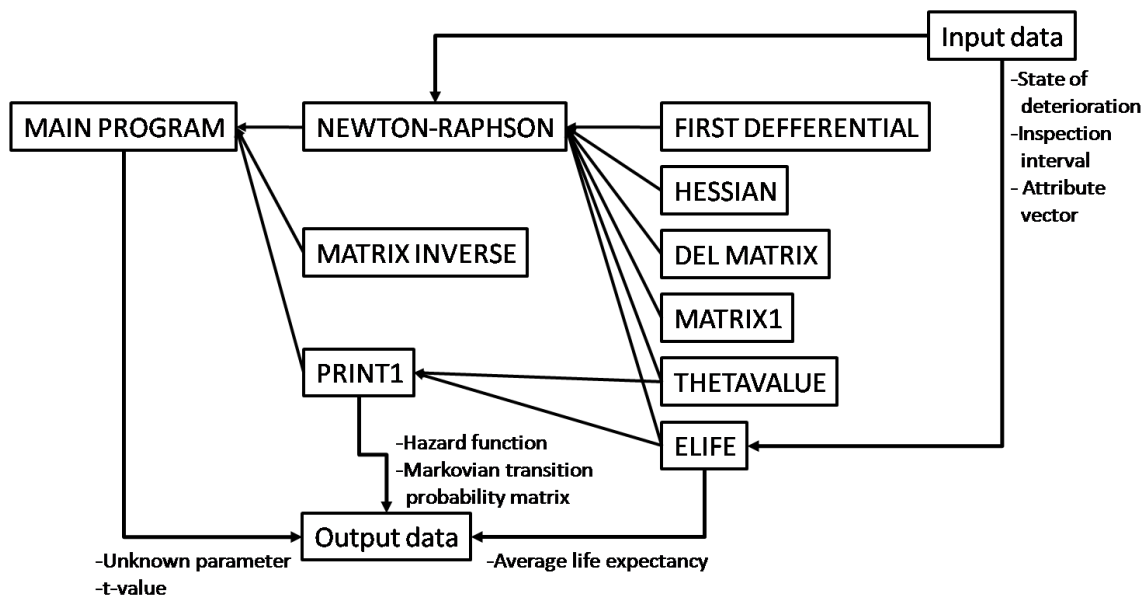 Input data
-State of
deterioration
-Inspection
interval
- Attribute
vector
MAIN PROGRAM
NEWTON-RAPHSON
FIRST DEFFERENTIAL
HESSIAN
MATRIX INVERSE
DEL MATRIX
MATRIX1
PRINT1
THETAVALUE
ELIFE
-Hazard function
-Markovian transition
probability matrix
Output data
-Unknown parameter
-t-value
-Average life expectancy